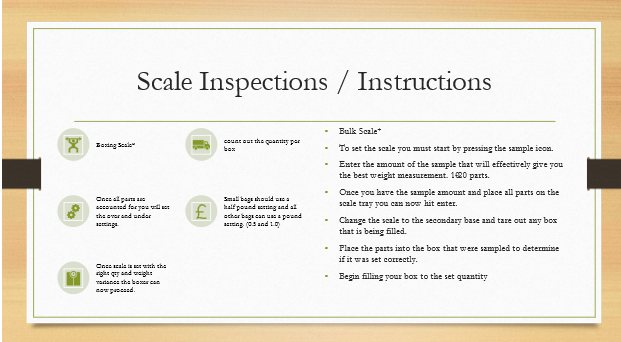 Scale Inspections / Instructions
Boxing Scale*
count out the quantity per
box
Once all parts are
accounted for you will set
the over and under
settings.
Small bags should use a
half pound setting and all
other bags can use a pound
setting. (0.5 and 1.0)
Once scale is set with the
right qty and weight
variance the boxer can
now proceed.
• Bulk Scale*
• To set the scale you must start by pressing the sample icon.
• Enter the amount of the sample that will effectively give you
the best weight measurement. parts.
• Once you have the sample amount and place all parts on the
scale tray you can now hit enter.
• Change the scale to the secondary base and tare out any box
that is being filled.
• Place the parts into the box that were sampled to determine
if it was set correctly.
• Begin filling your box to the set quantity